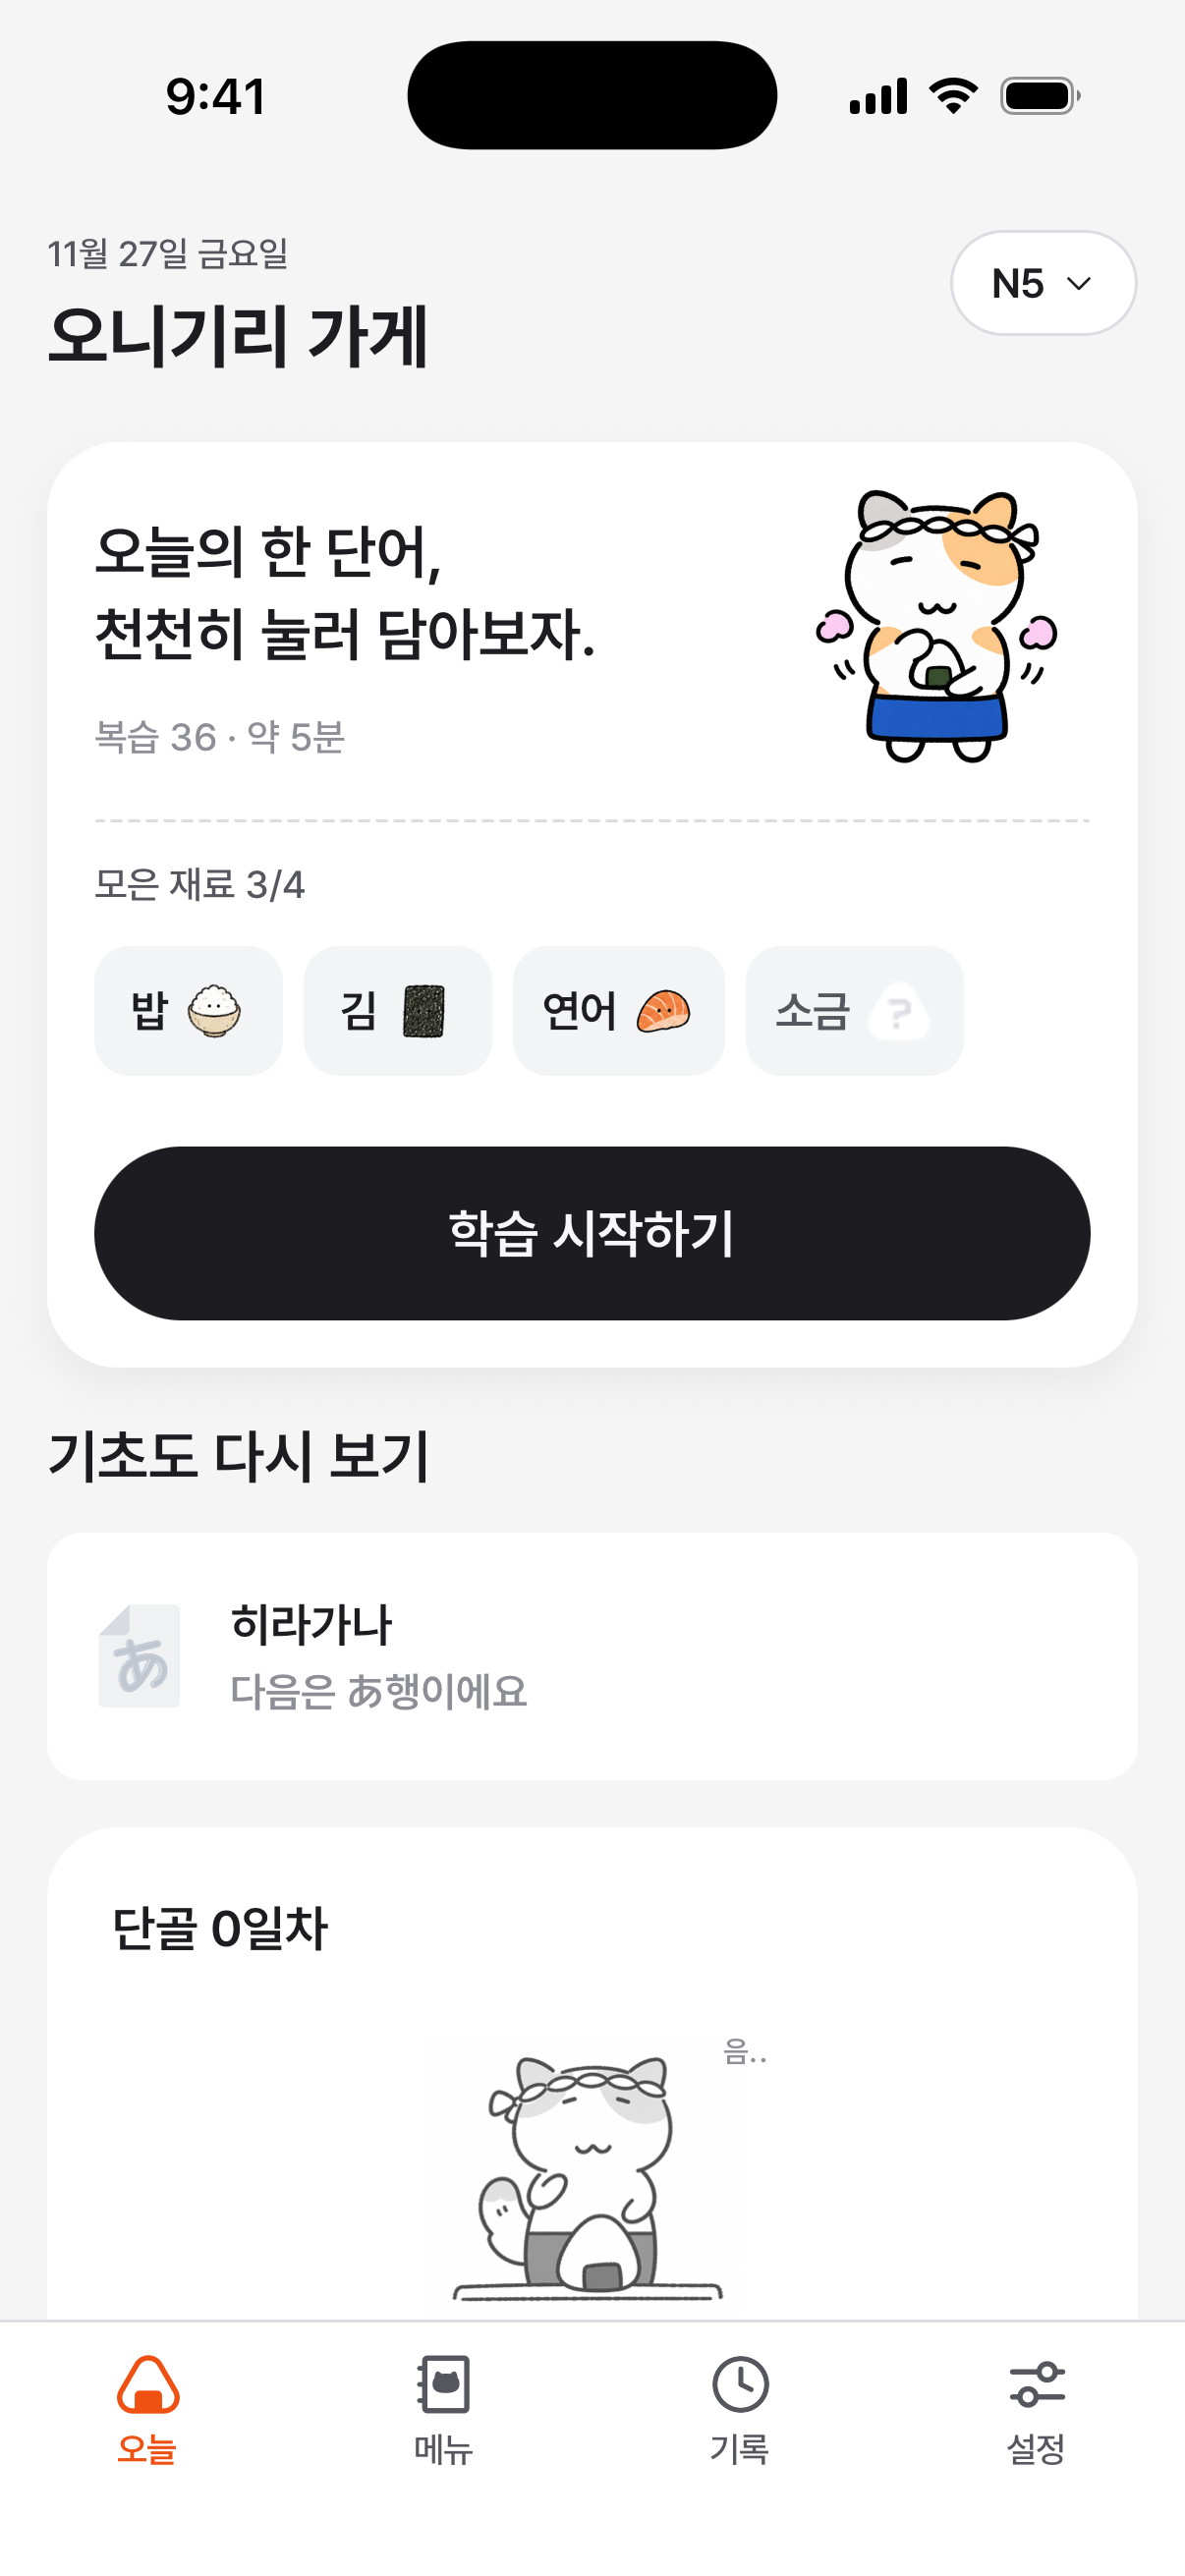 9:41
11월 27일 금요일
오니기리 가게
N5
오늘의 한 단어,
천천히 눌러 담아보자.
복습 36 · 약 5분
모은 재료 3/4
밥
김
연어
소금 ?
학습 시작하기
기초도 다시 보기
あ
히라가나
다음은 あ행이에요
단골 0일차
음..
오늘
메뉴
기록
설정